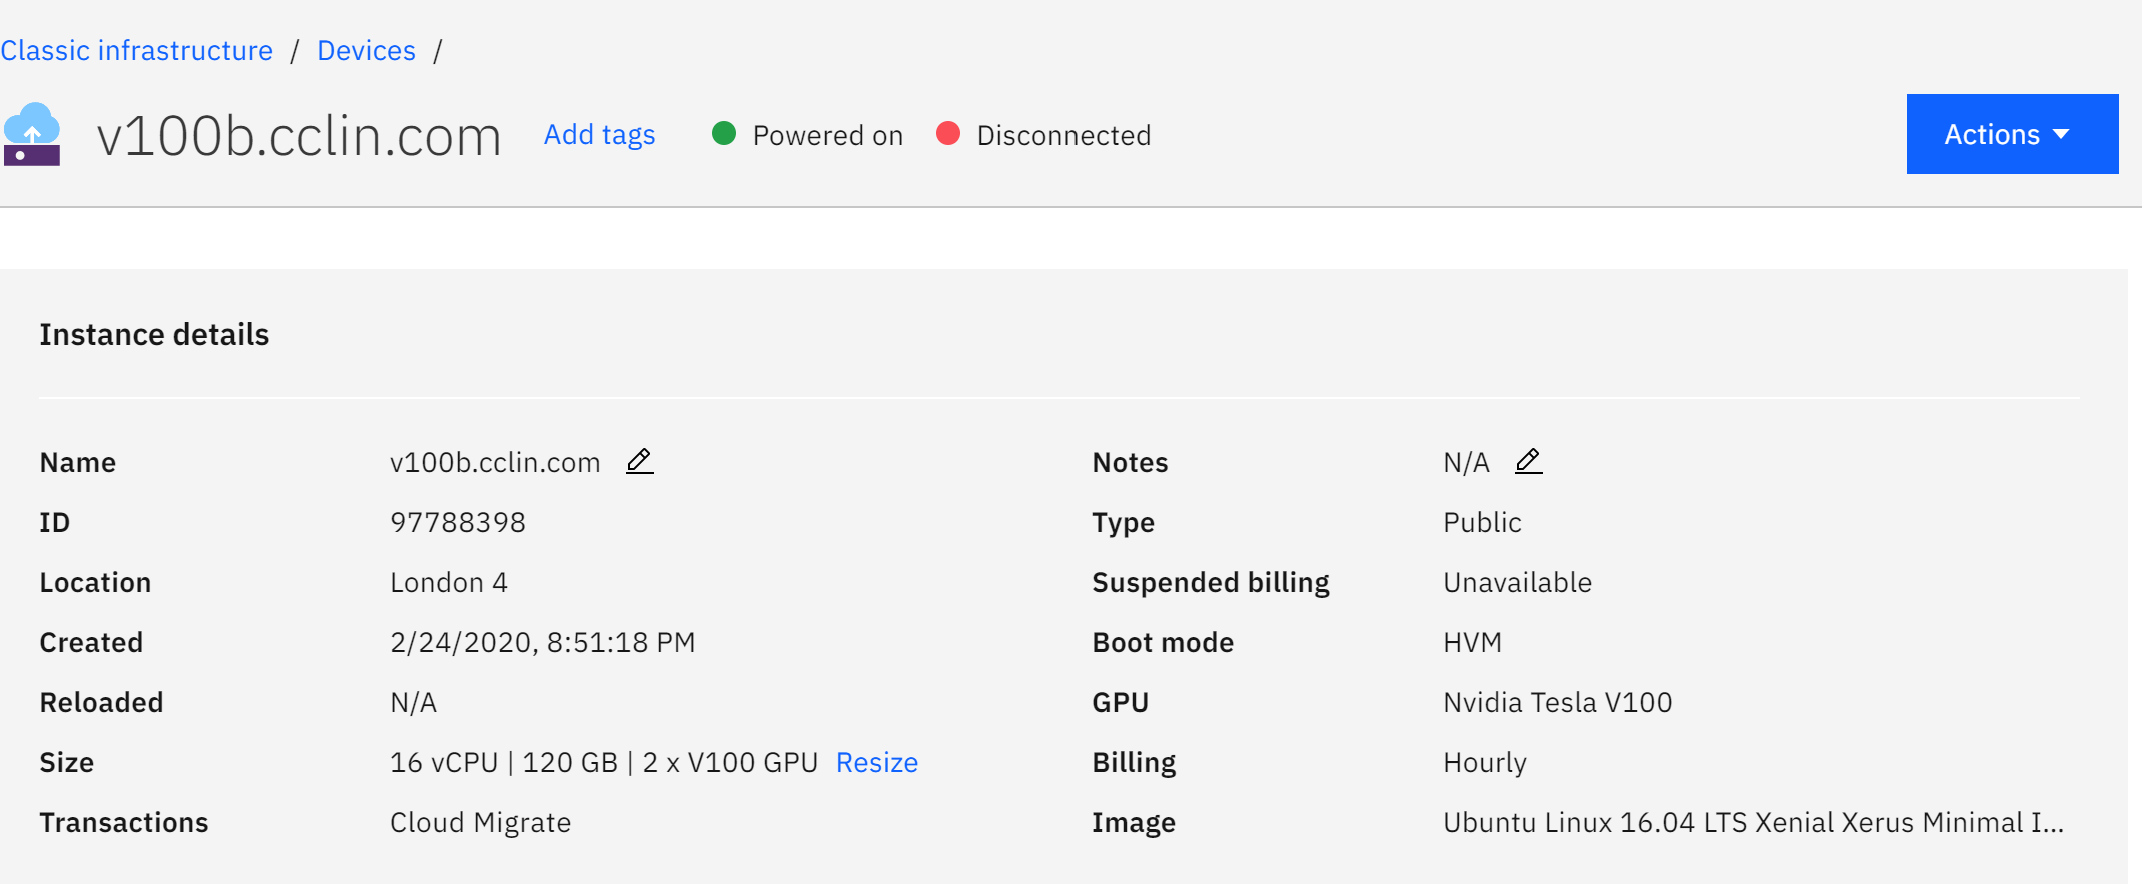 Classic infrastructure / Devices /
v100b.cclin.com Add tags Powered on Disconnected Actions
Instance details
Name v100b.cclin.com Notes N/A
ID 97788398 Type Public
Location London 4 Suspended billing Unavailable
Created 2/24/2020, 8:51:18 PM Boot mode HVM
Reloaded N/A GPU Nvidia Tesla V100
Size 16 vCPU | 120 GB | 2 x V100 GPU Resize Billing Hourly
Transactions Cloud Migrate Image Ubuntu Linux 16.04 LTS Xenial Xerus Minimal I...